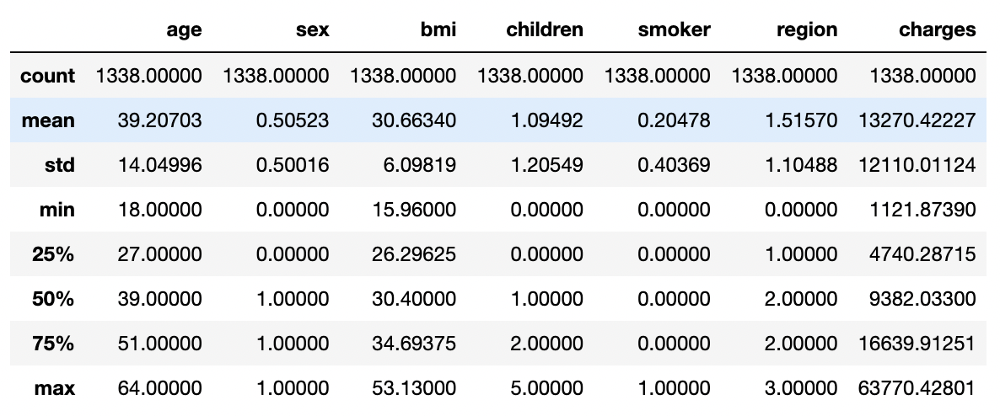 age sex bmi children smoker region charges
count 1338.00000 1338.00000 1338.00000 1338.00000 1338.00000 1338.00000 1338.00000
mean 39.20703 0.50523 30.66340 1.09492 0.20478 1.51570 13270.42227
std 14.04996 0.50016 6.09819 1.20549 0.40369 1.10488 12110.01124
min 18.00000 0.00000 15.96000 0.00000 0.00000 0.00000 1121.87390
25% 27.00000 0.00000 26.29625 0.00000 0.00000 1.00000 4740.28715
50% 39.00000 1.00000 30.40000 1.00000 0.00000 2.00000 9382.03300
75% 51.00000 1.00000 34.69375 2.00000 0.00000 2.00000 16639.91251
max 64.00000 1.00000 53.13000 5.00000 1.00000 3.00000 63770.42801